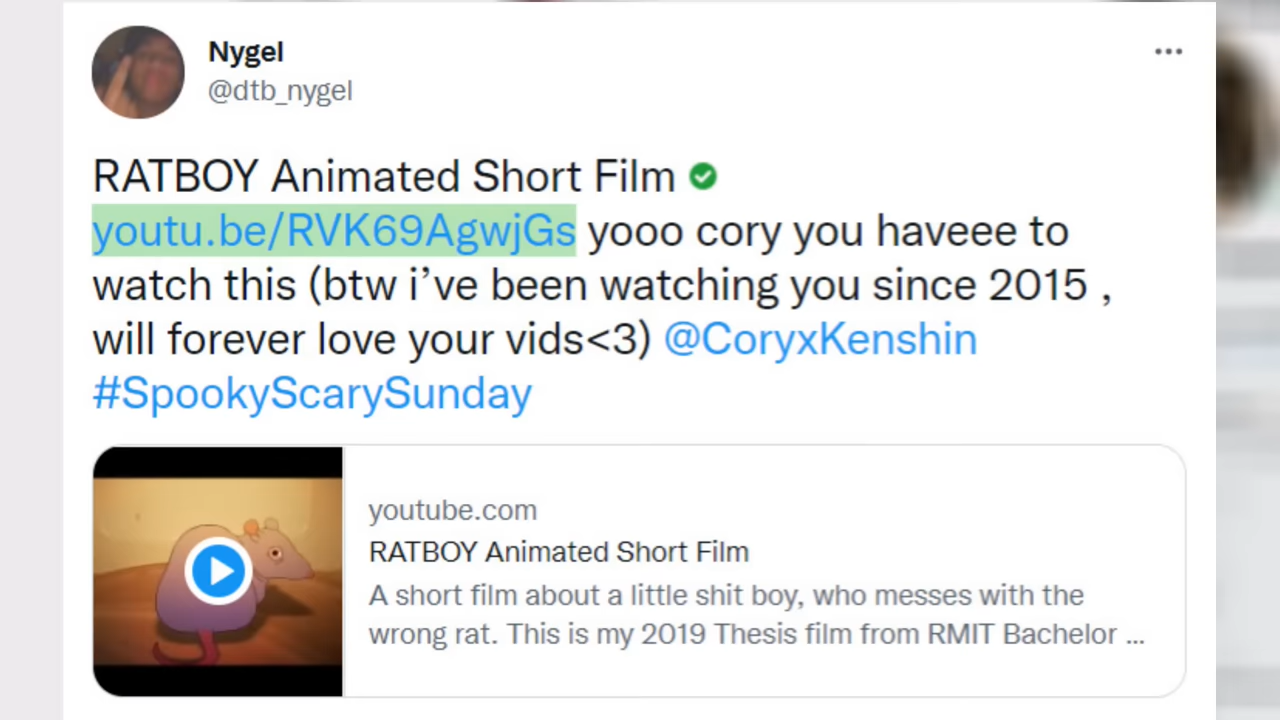 Nygel
@dtb_nygel
RATBOY Animated Short Film
youtu.be/RVK69AgwjGs yooo cory you haveee to
watch this (btw i’ve been watching you since 2015 ,
will forever love your vids<3) @CoryxKenshin
#SpookyScarySunday
youtube.com
RATBOY Animated Short Film
A short film about a little shit boy, who messes with the
wrong rat. This is my 2019 Thesis film from RMIT Bachelor ...